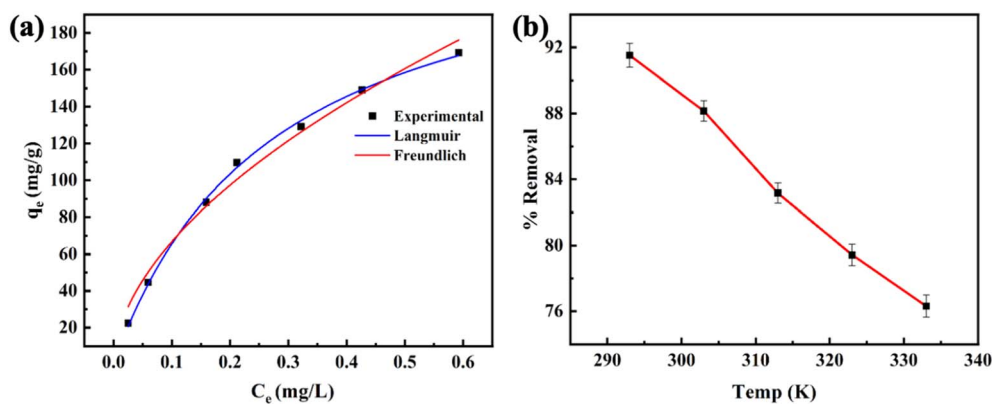 (a)
180
160
140
120
100
80
60
40
20
qₑ (mg/g)
Experimental
Langmuir
Freundlich
0.0 0.1 0.2 0.3 0.4 0.5 0.6
Cₑ (mg/L)
(b)
92
88
84
80
76
% Removal
290 300 310 320 330 340
Temp (K)